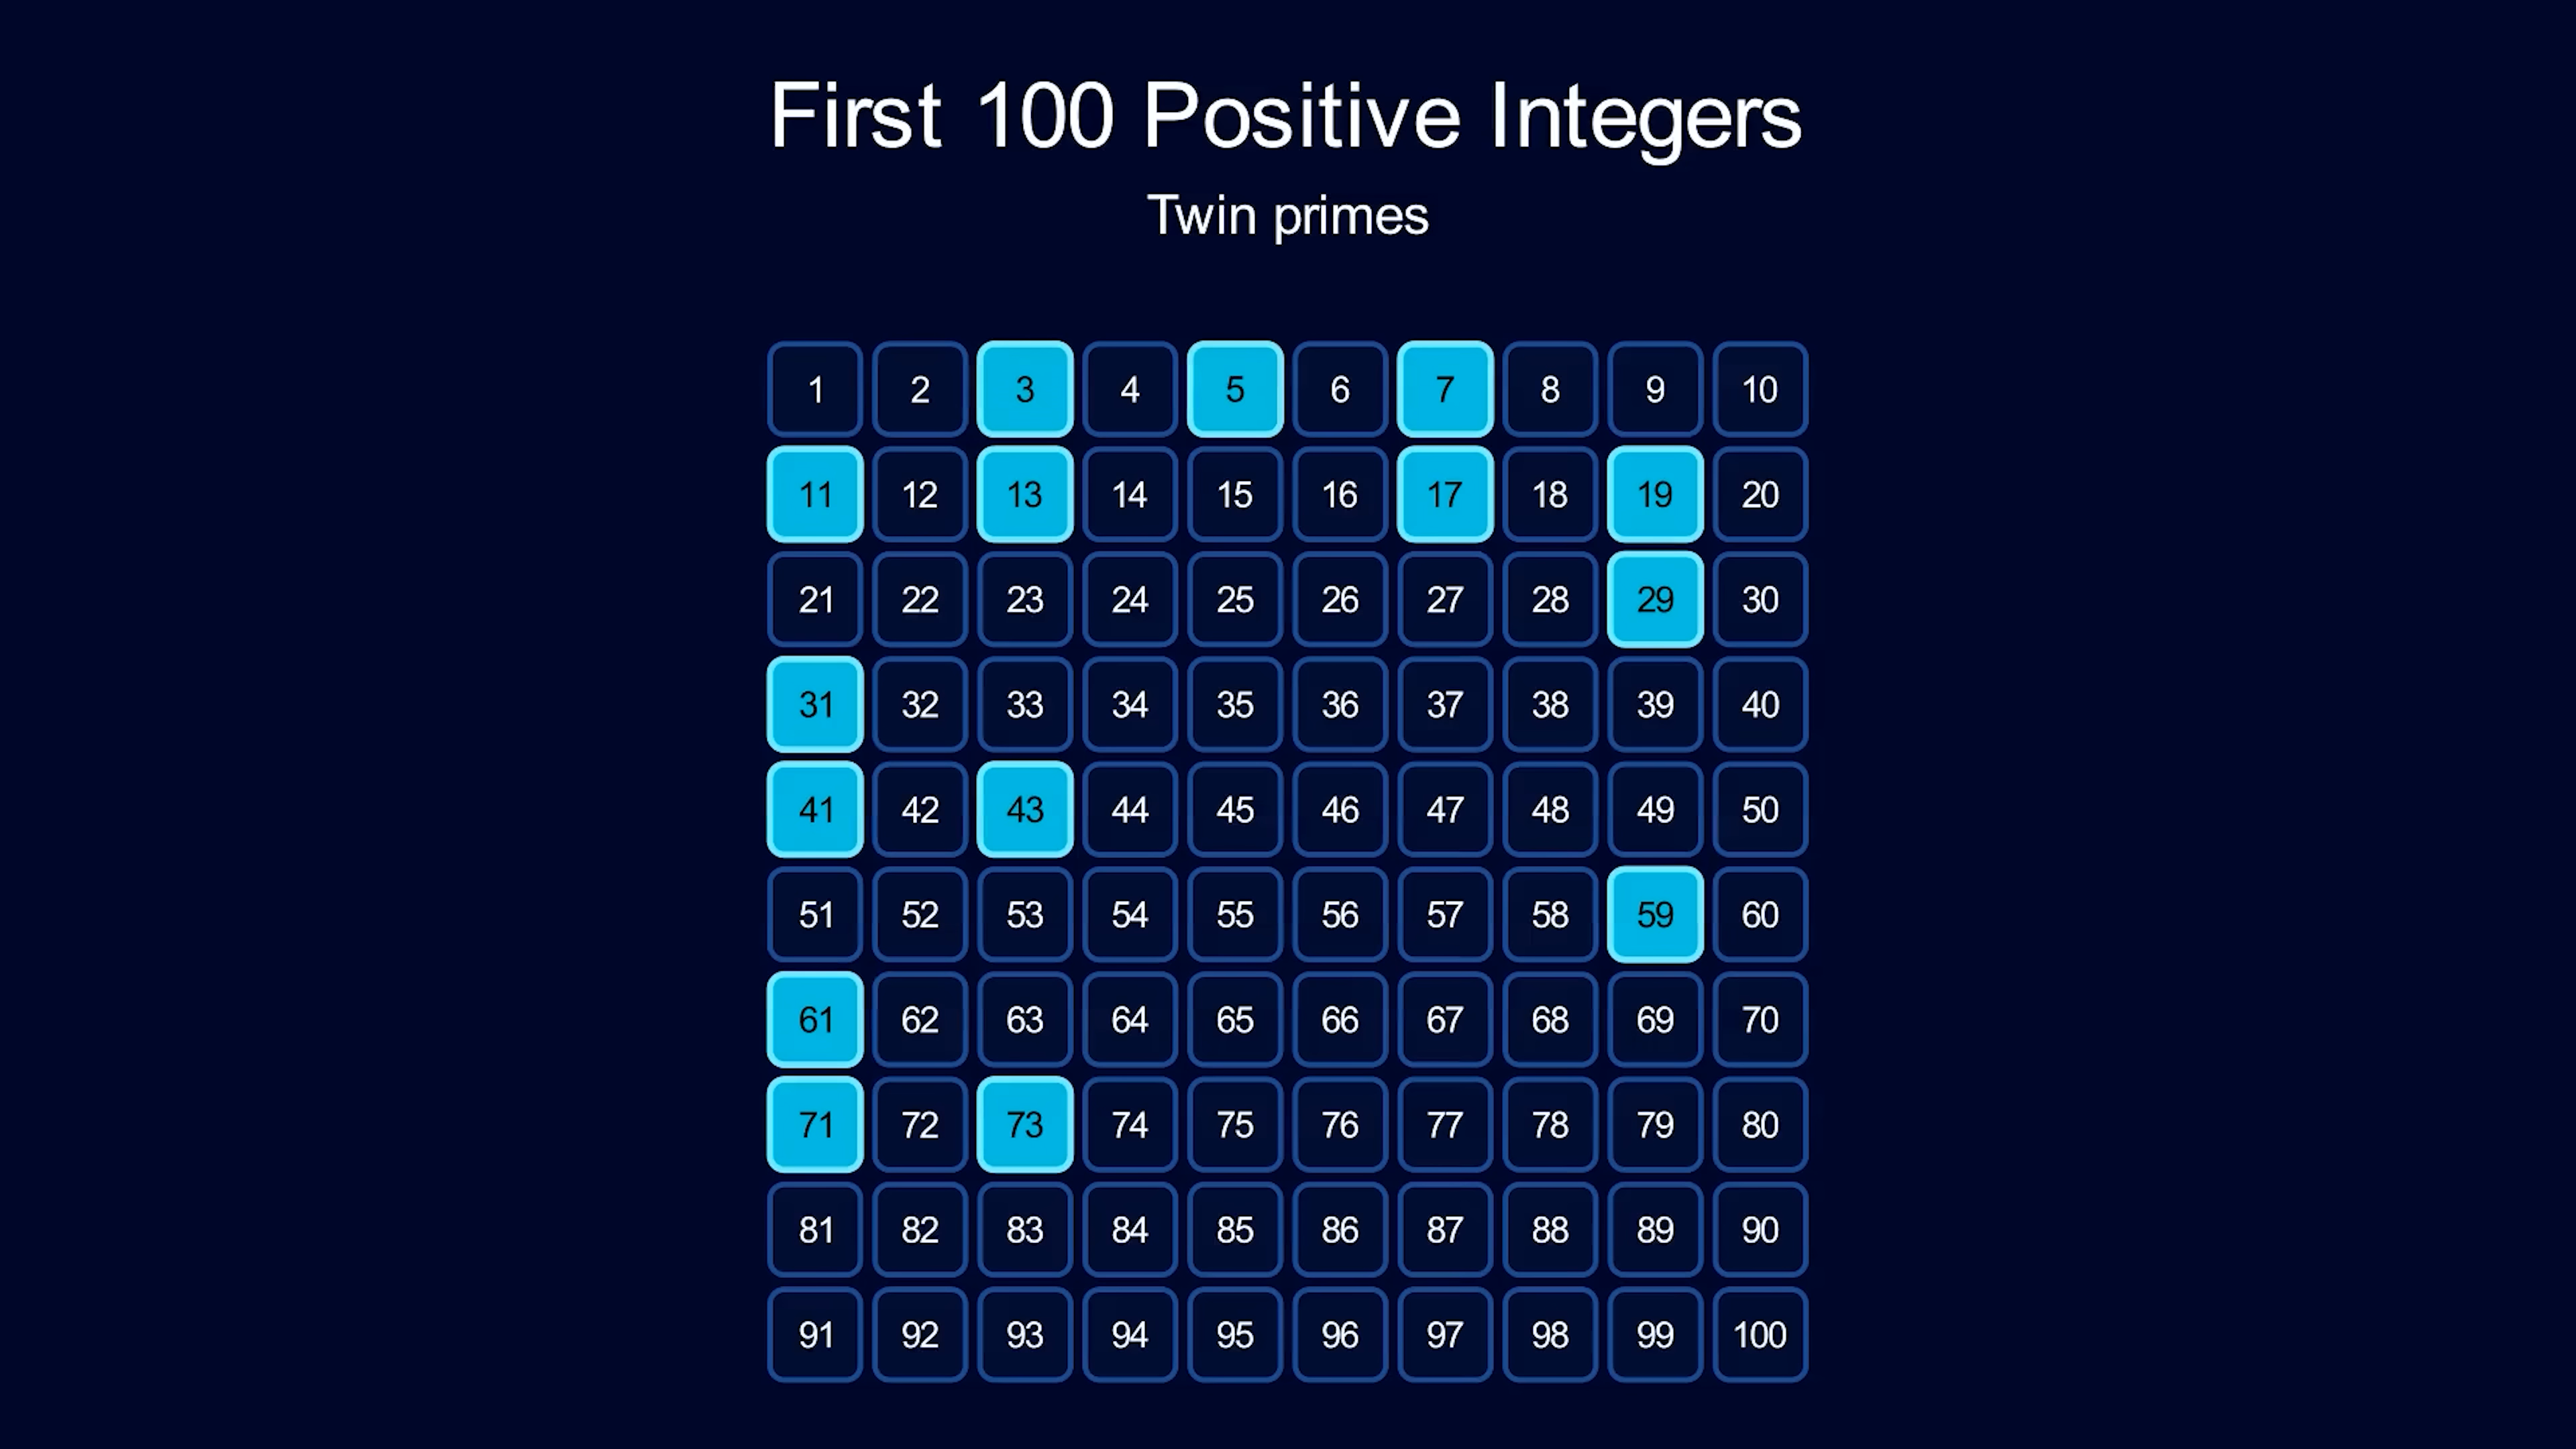 First 100 Positive Integers
Twin primes
1 2 3 4 5 6 7 8 9 10
11 12 13 14 15 16 17 18 19 20
21 22 23 24 25 26 27 28 29 30
31 32 33 34 35 36 37 38 39 40
41 42 43 44 45 46 47 48 49 50
51 52 53 54 55 56 57 58 59 60
61 62 63 64 65 66 67 68 69 70
71 72 73 74 75 76 77 78 79 80
81 82 83 84 85 86 87 88 89 90
91 92 93 94 95 96 97 98 99 100